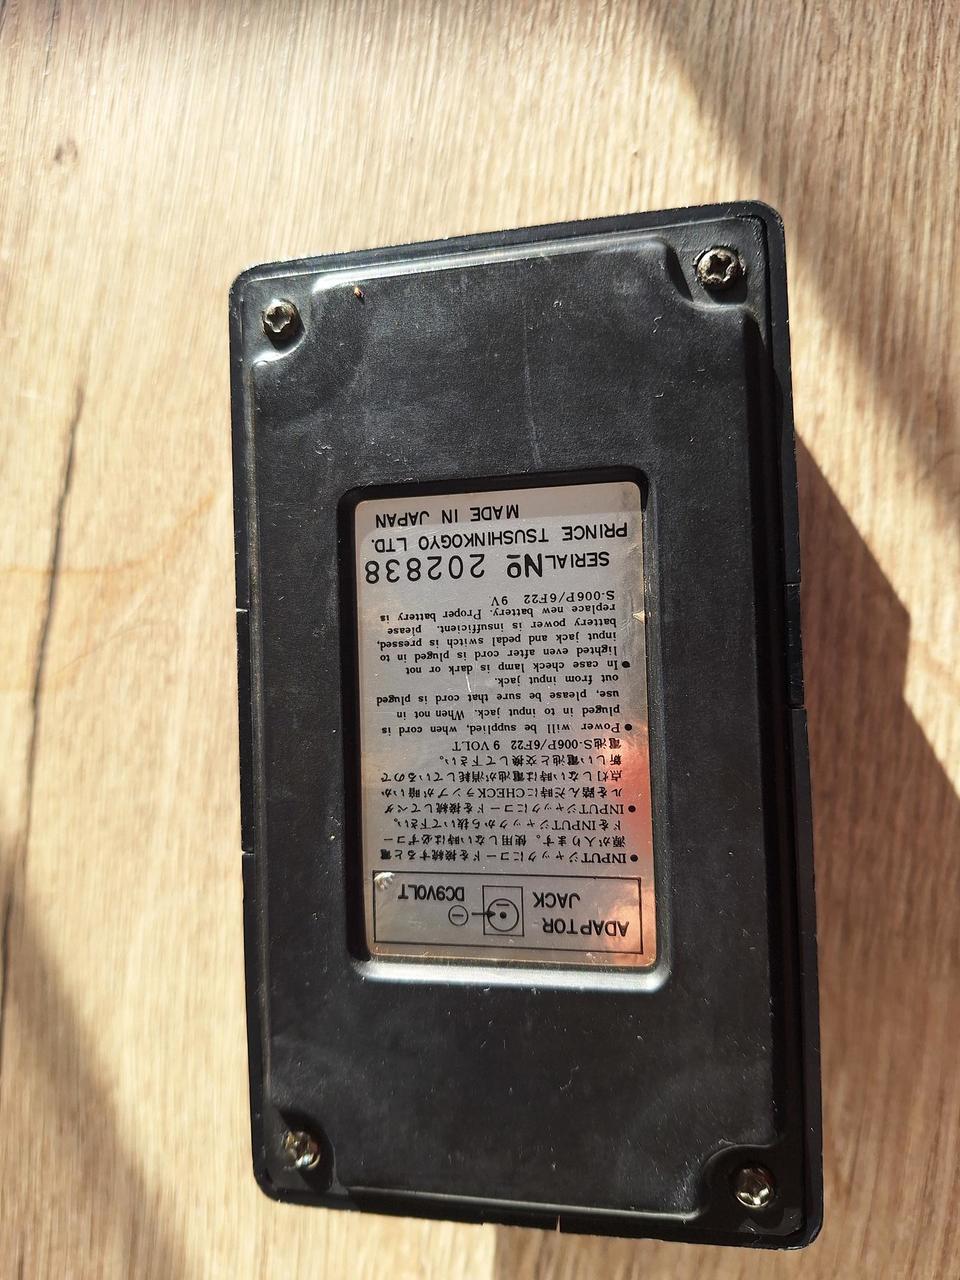 ADAPTOR
JACK
DC9VOLT
● INPUTジャックにコードを接続すると電
源が入ります。使用しない時は必ずコー
ドをINPUTジャックから抜いて下さい。
● INPUTジャックにコードを接続してペダ
ルを踏んだ時にCHECKランプが暗いか
点灯しない時は電池が消耗しているので
新しい電池と交換して下さい。
電池S-006P/6F22 9 VOLT
● Power will be supplied, when cord is
pluged in to input jack. When not in
use, please be sure that cord is pluged
out from input jack.
● In case check lamp is dark or not
lighted even after cord is pluged in to
input jack and pedal switch is pressed,
battery power is insufficient. please
replace new battery. Proper battery is
S-006P/6F22 9V
SERIAL No 202838
PRINCE TSUSHINKOGYO LTD.
MADE IN JAPAN